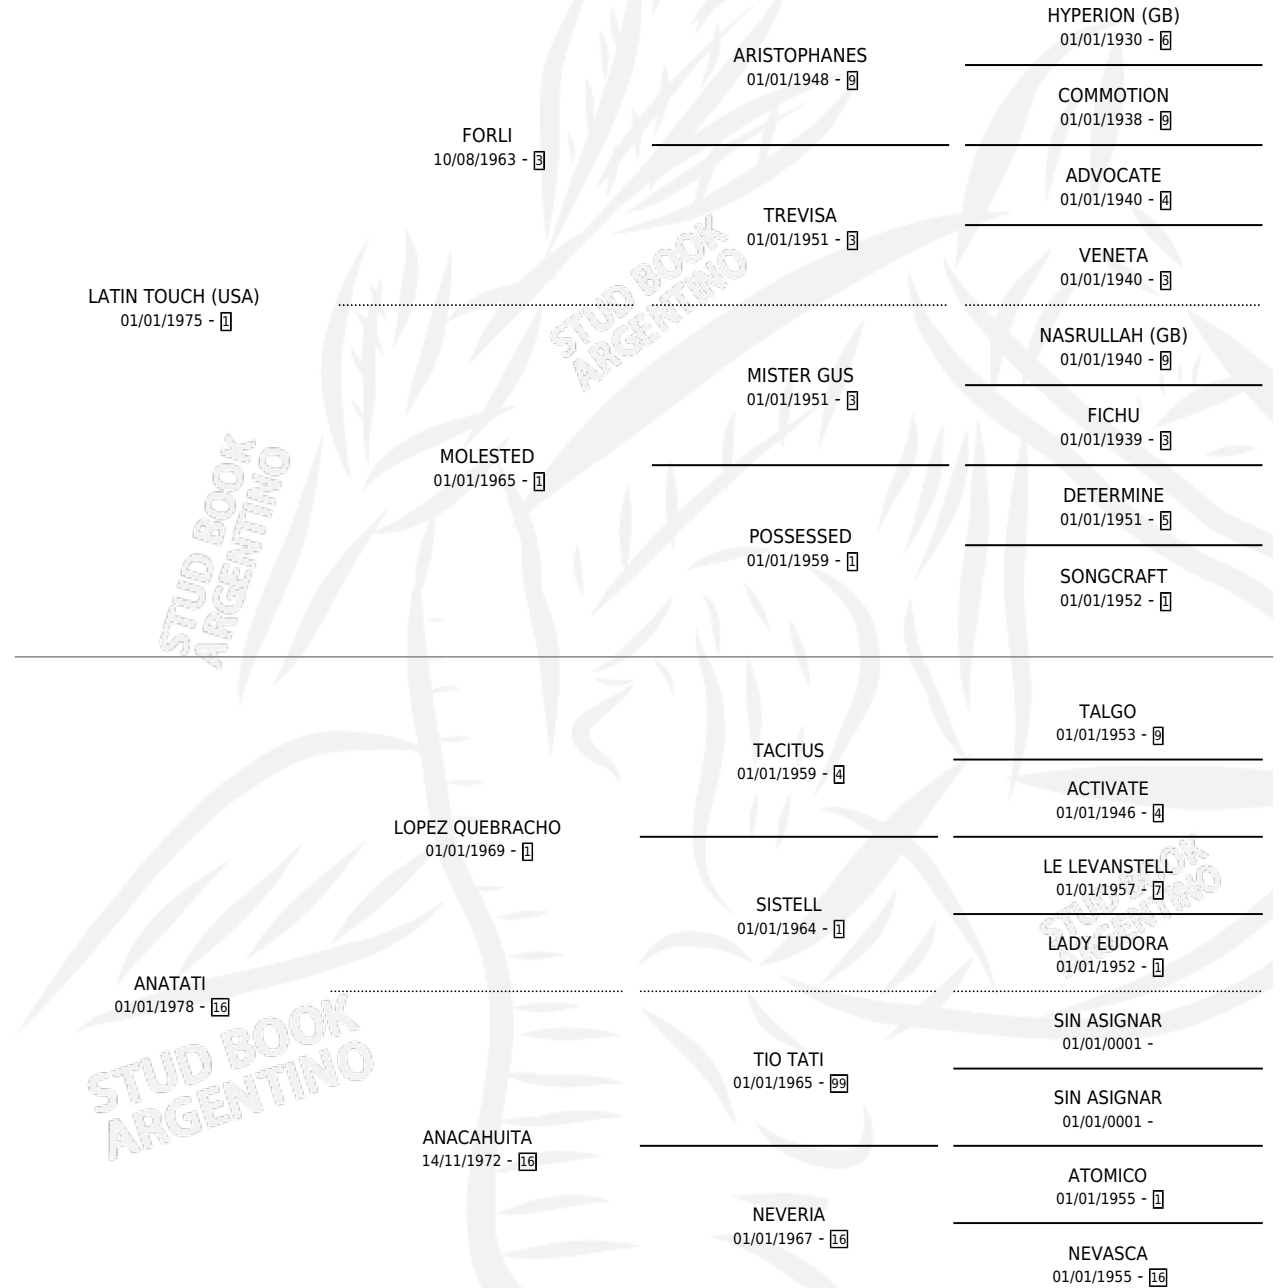 HYPERION (GB)
01/01/1930 - 6
ARISTOPHANES
01/01/1948 - 9
COMMOTION
01/01/1938 - 9
FORLI
10/08/1963 - 3
ADVOCATE
01/01/1940 - 4
TREVISA
01/01/1951 - 3
VENETA
01/01/1940 - 3
LATIN TOUCH (USA)
01/01/1975 - 1
NASRULLAH (GB)
01/01/1940 - 9
MISTER GUS
01/01/1951 - 3
FICHU
01/01/1939 - 3
MOLESTED
01/01/1965 - 1
DETERMINE
01/01/1951 - 5
POSSESSED
01/01/1959 - 1
SONGCRAFT
01/01/1952 - 1
TALGO
01/01/1953 - 9
TACITUS
01/01/1959 - 4
ACTIVATE
01/01/1946 - 4
LOPEZ QUEBRACHO
01/01/1969 - 1
LE LEVANSTELL
01/01/1957 - 7
SISTELL
01/01/1964 - 1
LADY EUDORA
01/01/1952 - 1
ANATATI
01/01/1978 - 16
SIN ASIGNAR
01/01/0001 -
TIO TATI
01/01/1965 - 99
SIN ASIGNAR
01/01/0001 -
ANACAHUITA
14/11/1972 - 16
ATOMICO
01/01/1955 - 1
NEVERIA
01/01/1967 - 16
NEVASCA
01/01/1955 - 16
STUD BOOK
ARGENTINO
STUD BOOK
ARGENTINO
STUD BOOK
ARGENTINO
STUD BOOK
ARGENTINO